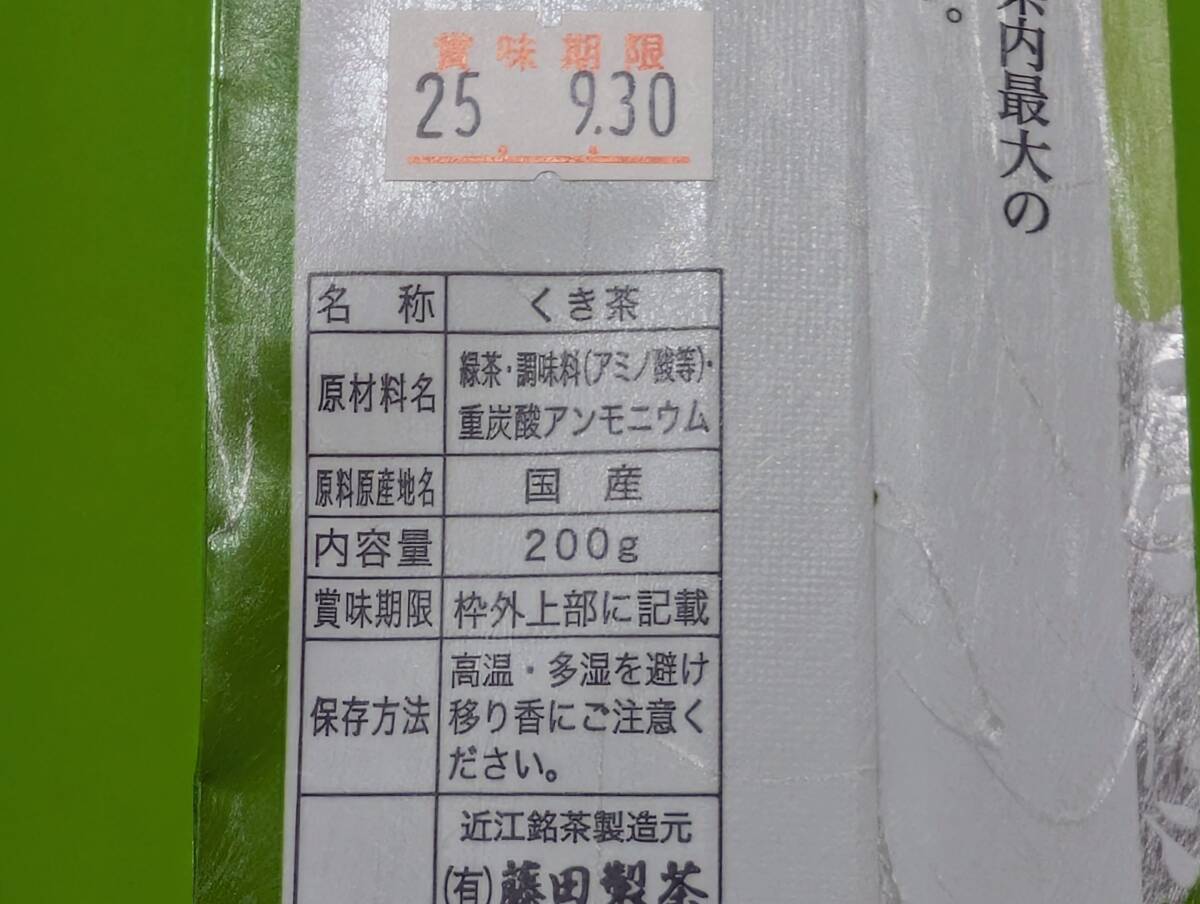 賞味期限
25 9.30
名称 くき茶
原材料名 緑茶・調味料(アミノ酸等)・
重炭酸アンモニウム
原料原産地名 国産
内容量 200g
賞味期限 枠外上部に記載
保存方法 高温・多湿を避け
移り香にご注意く
ださい。
近江銘茶製造元
(有)藤田製茶
内最大の
。